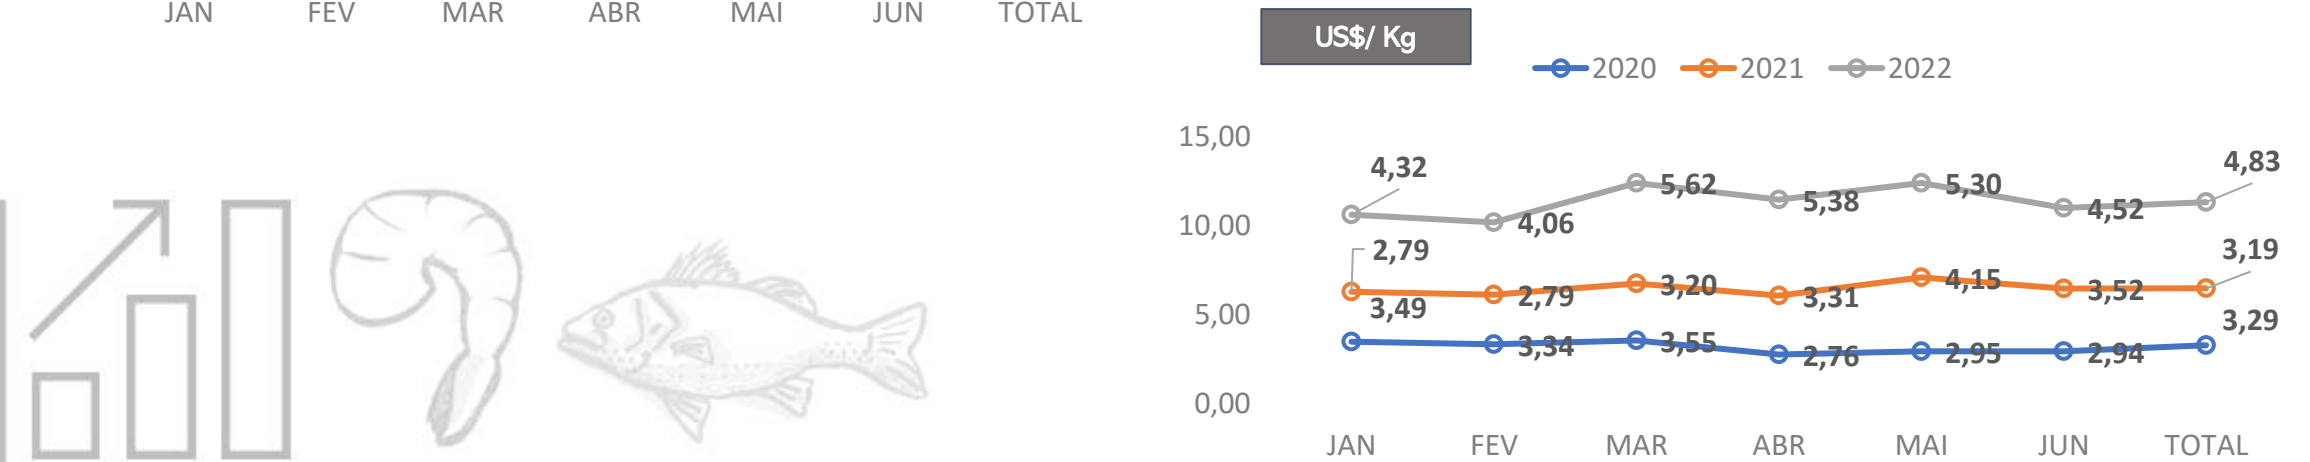 JAN FEV MAR ABR MAI JUN TOTAL
US$/ Kg
2020 2021 2022
15,00
10,00
5,00
0,00
4,32 4,06 5,62 5,38 5,30 4,52 4,83
2,79 2,79 3,20 3,31 4,15 3,52 3,19
3,49 3,34 3,55 2,76 2,95 2,94 3,29
JAN FEV MAR ABR MAI JUN TOTAL